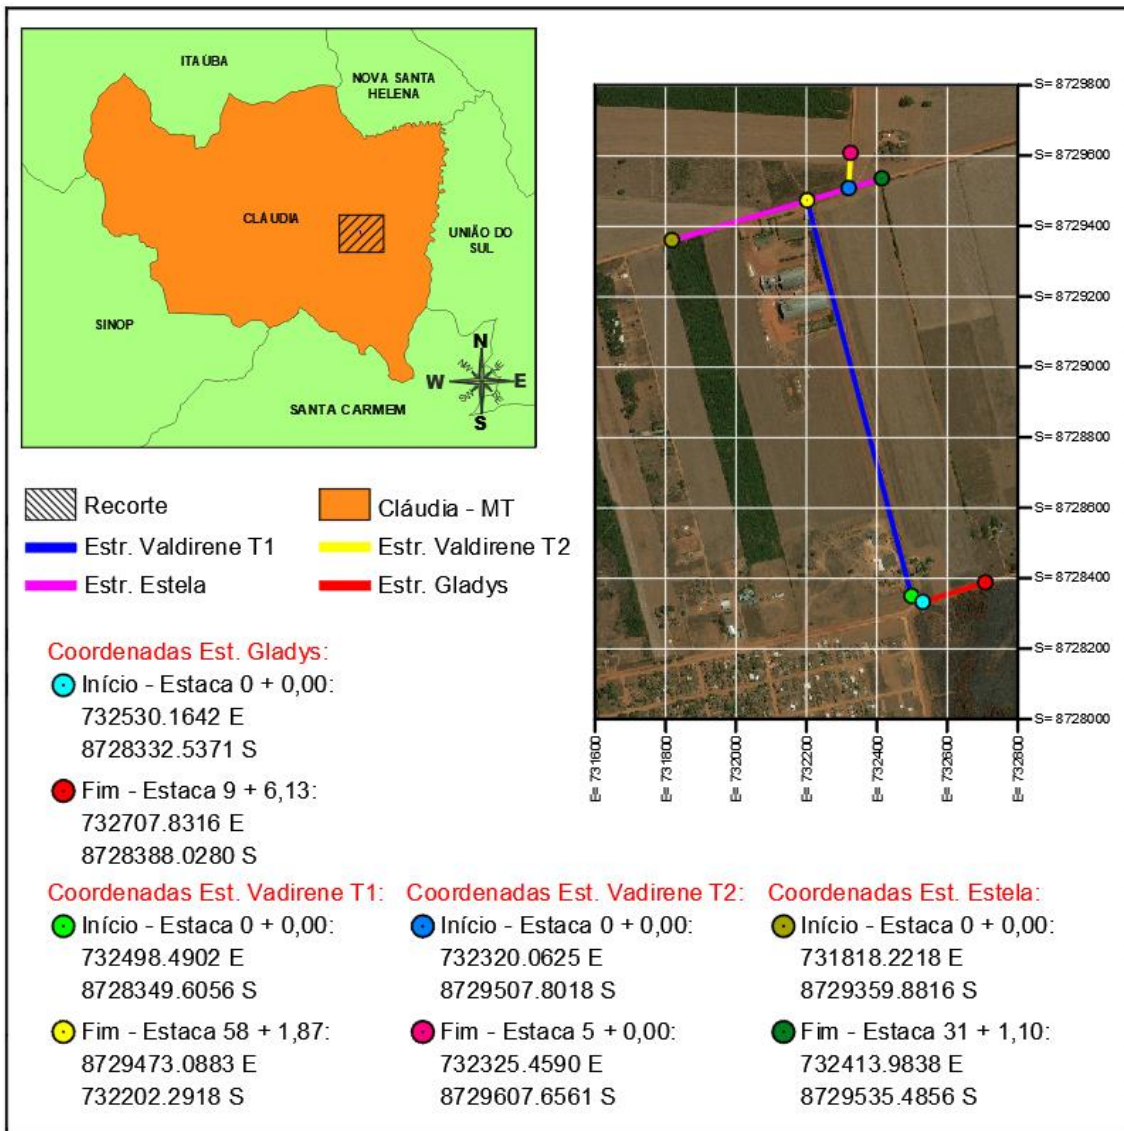 ITAÚBA
NOVA SANTA
HELENA
CLÁUDIA
UNIÃO DO
SUL
SINOP
SANTA CARMEM
N
NW
NE
W
E
SW
SE
S
S= 8729800
S= 8729600
S= 8729400
S= 8729200
S= 8729000
S= 8728800
S= 8728600
S= 8728400
S= 8728200
S= 8728000
E= 731600
E= 731800
E= 732000
E= 732200
E= 732400
E= 732600
E= 732800
Recorte
Cláudia - MT
Estr. Valdirene T1
Estr. Valdirene T2
Estr. Estela
Estr. Gladys
Coordenadas Est. Gladys:
Início - Estaca 0 + 0,00:
732530.1642 E
8728332.5371 S
Fim - Estaca 9 + 6,13:
732707.8316 E
8728388.0280 S
Coordenadas Est. Vadirene T1:
Início - Estaca 0 + 0,00:
732498.4902 E
8728349.6056 S
Fim - Estaca 58 + 1,87:
8729473.0883 E
732202.2918 S
Coordenadas Est. Vadirene T2:
Início - Estaca 0 + 0,00:
732320.0625 E
8729507.8018 S
Fim - Estaca 5 + 0,00:
732325.4590 E
8729607.6561 S
Coordenadas Est. Estela:
Início - Estaca 0 + 0,00:
731818.2218 E
8729359.8816 S
Fim - Estaca 31 + 1,10:
732413.9838 E
8729535.4856 S